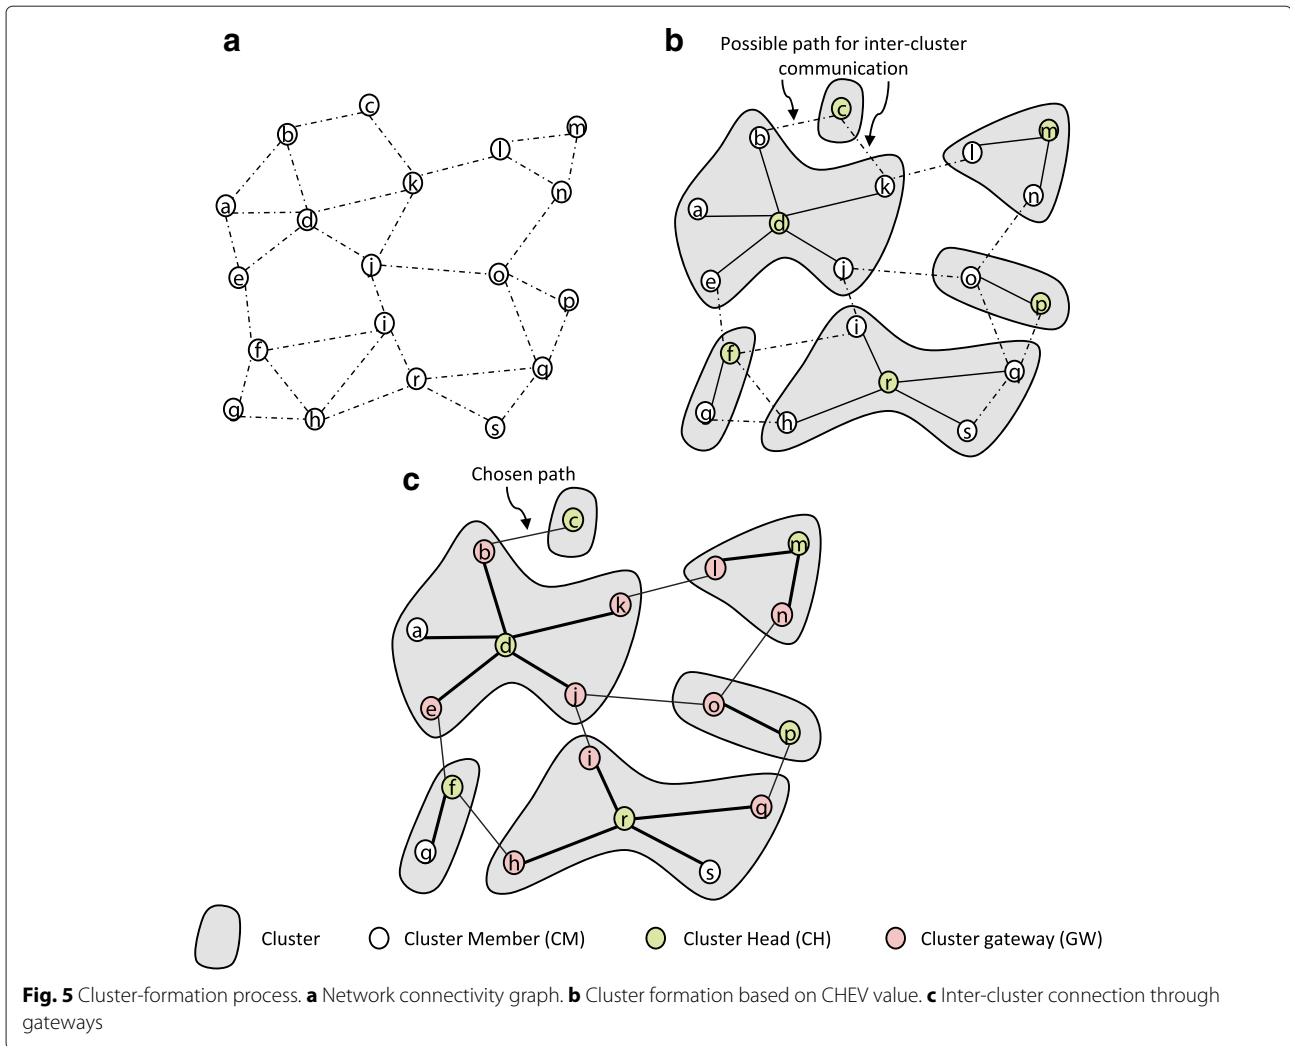 a
c
b
m
l
k
n
a
d
j
o
e
p
i
f
r
q
g
h
s
b
Possible path for inter-cluster
communication
c
b
m
l
k
n
a
d
j
o
e
p
i
f
r
q
g
h
s
c
Chosen path
c
b
m
l
k
n
a
d
j
o
e
p
i
f
r
q
g
h
s
Cluster
Cluster Member (CM)
Cluster Head (CH)
Cluster gateway (GW)
Fig. 5 Cluster-formation process. a Network connectivity graph. b Cluster formation based on CHEV value. c Inter-cluster connection through
gateways